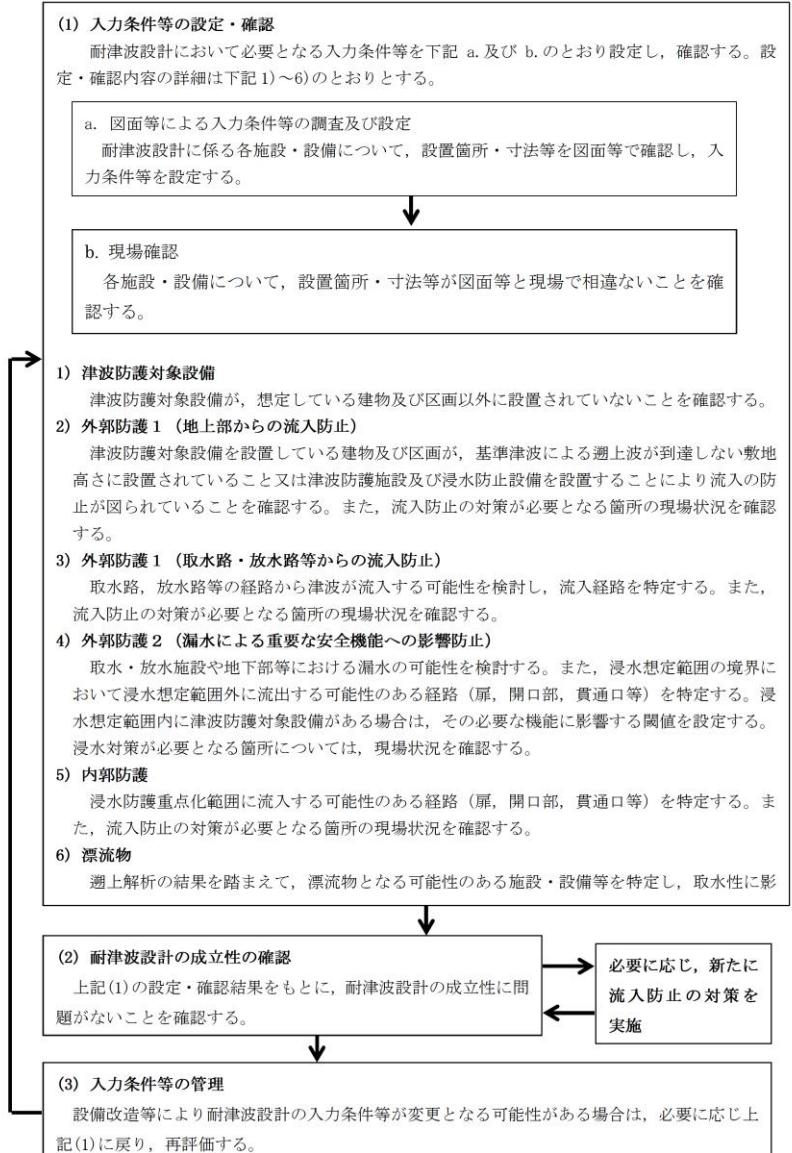 (1) 入力条件等の設定・確認
耐津波設計において必要となる入力条件等を下記 a. 及び b. のとおり設定し，確認する。設
定・確認内容の詳細は下記 1)～6)のとおりとする。
a. 図面等による入力条件等の調査及び設定
耐津波設計に係る各施設・設備について，設置箇所・寸法等を図面等で確認し，入
力条件等を設定する。
b. 現場確認
各施設・設備について，設置箇所・寸法等が図面等と現場で相違ないことを確
認する。
1) 津波防護対象設備
津波防護対象設備が，想定している建物及び区画以外に設置されていないことを確認する。
2) 外郭防護１（地上部からの流入防止）
津波防護対象設備を設置している建物及び区画が，基準津波による遡上波が到達しない敷地
高さに設置されていること又は津波防護施設及び浸水防止設備を設置することにより流入の防
止が図られていることを確認する。また，流入防止の対策が必要となる箇所の現場状況を確認
する。
3) 外郭防護１（取水路・放水路等からの流入防止）
取水路，放水路等の経路から津波が流入する可能性を検討し，流入経路を特定する。また，
流入防止の対策が必要となる箇所の現場状況を確認する。
4) 外郭防護２（漏水による重要な安全機能への影響防止）
取水・放水施設や地下部等における漏水の可能性を検討する。また，浸水想定範囲の境界に
おいて浸水想定範囲外に流出する可能性のある経路（扉，開口部，貫通口等）を特定する。浸
水想定範囲内に津波防護対象設備がある場合は，その必要な機能に影響する閾値を設定する。
浸水対策が必要となる箇所については，現場状況を確認する。
5) 内郭防護
浸水防護重点化範囲に流入する可能性のある経路（扉，開口部，貫通口等）を特定する。ま
た，流入防止の対策が必要となる箇所の現場状況を確認する。
6) 漂流物
遡上解析の結果を踏まえて，漂流物となる可能性のある施設・設備等を特定し，取水性に影
(2) 耐津波設計の成立性の確認
上記(1)の設定・確認結果をもとに，耐津波設計の成立性に問
題がないことを確認する。
必要に応じ，新たに
流入防止の対策を
実施
(3) 入力条件等の管理
設備改造等により耐津波設計の入力条件等が変更となる可能性がある場合は，必要に応じ上
記(1)に戻り，再評価する。